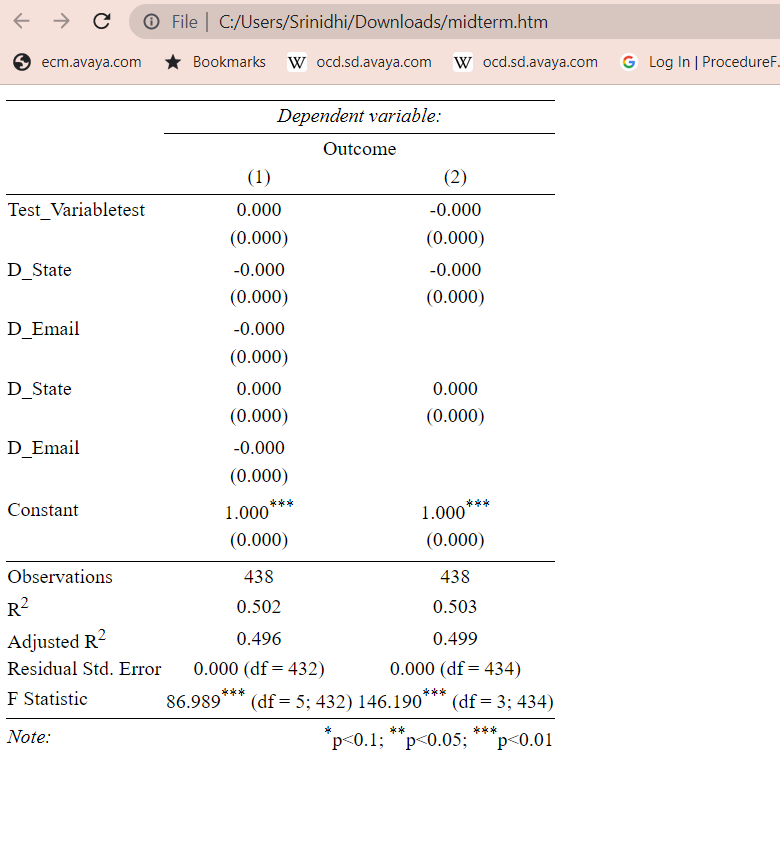 File | C:/Users/Srinidhi/Downloads/midterm.htm
ecm.avaya.com Bookmarks W ocd.sd.avaya.com W ocd.sd.avaya.com G Log In | ProcedureF.
Dependent variable:
Outcome
(1) (2)
Test_Variabletest 0.000 -0.000
(0.000) (0.000)
D_State -0.000 -0.000
(0.000) (0.000)
D_Email -0.000
(0.000)
D_State 0.000 0.000
(0.000) (0.000)
D_Email -0.000
(0.000)
Constant 1.000*** 1.000***
(0.000) (0.000)
Observations 438 438
R2 0.502 0.503
Adjusted R2 0.496 0.499
Residual Std. Error 0.000 (df = 432) 0.000 (df = 434)
F Statistic 86.989*** (df = 5; 432) 146.190*** (df = 3; 434)
Note: *p<0.1; **p<0.05; ***p<0.01